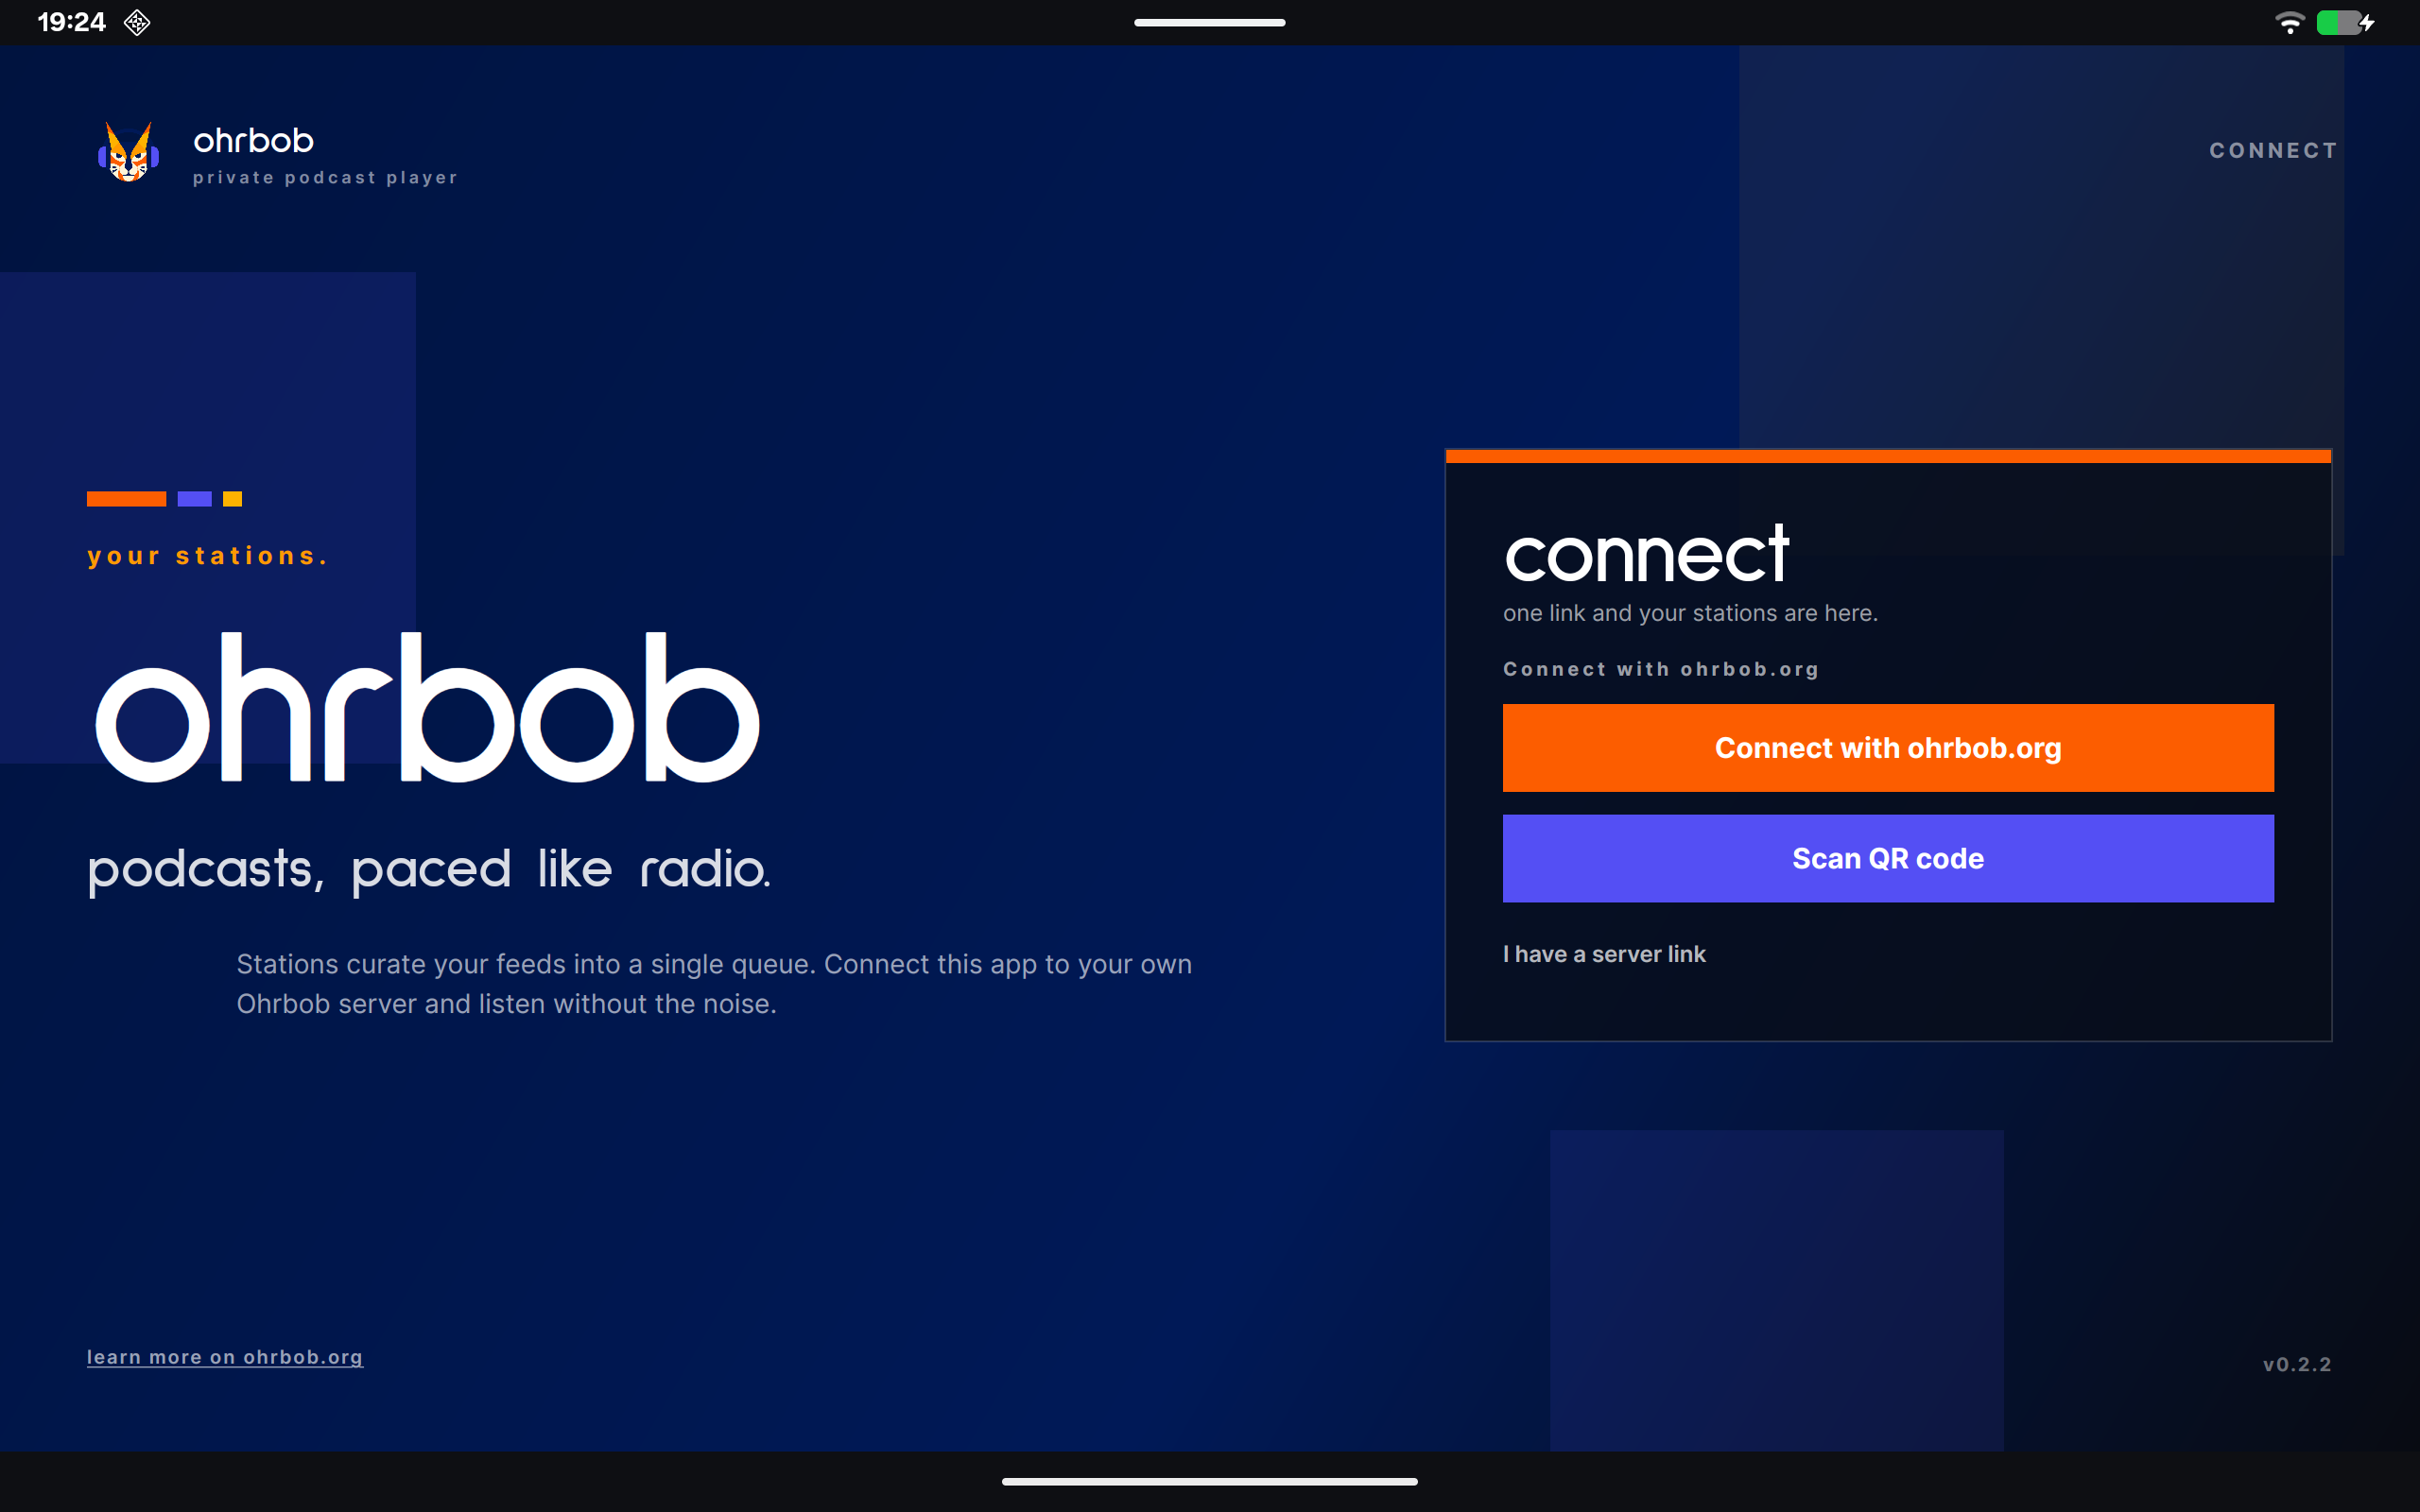 19:24
ohrbob
private podcast player
CONNECT
your stations.
ohrbob
podcasts, paced like radio.
Stations curate your feeds into a single queue. Connect this app to your own
Ohrbob server and listen without the noise.
connect
one link and your stations are here.
Connect with ohrbob.org
Connect with ohrbob.org
Scan QR code
I have a server link
learn more on ohrbob.org
v0.2.2